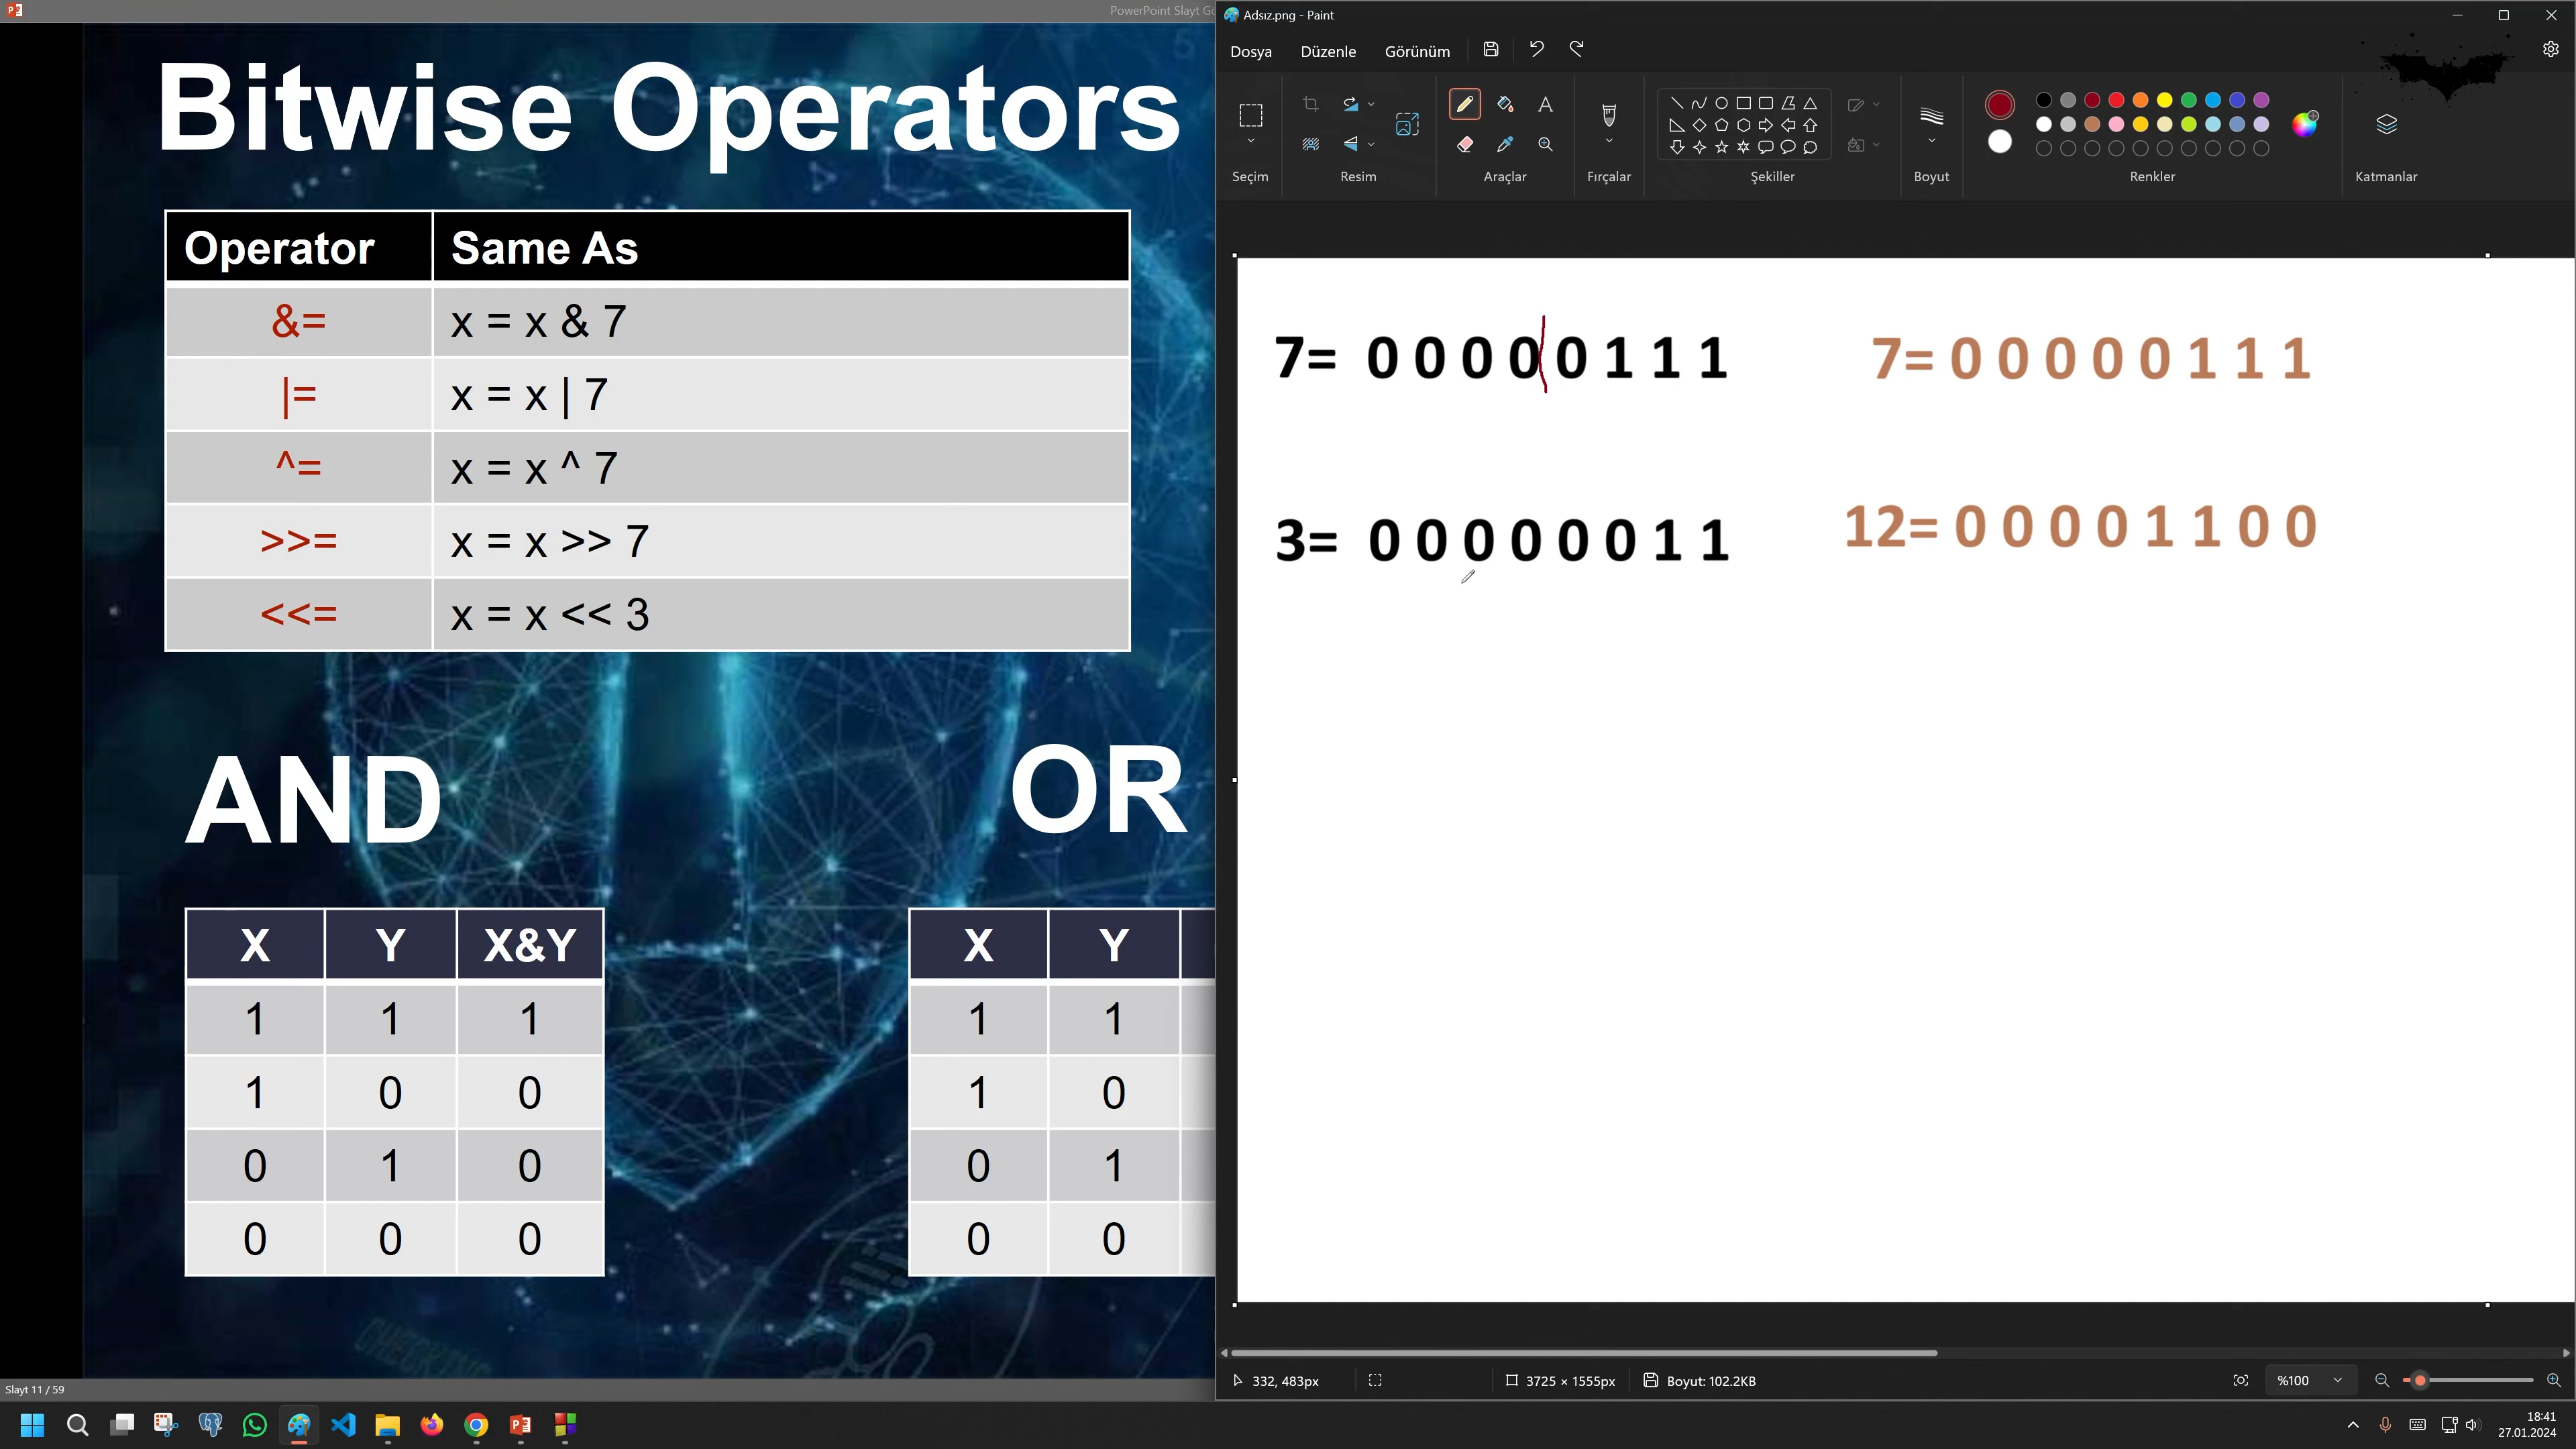 PowerPoint Slayt Gö
Bitwise Operators
Operator Same As
&= x = x & 7
|= x = x | 7
^= x = x ^ 7
>>= x = x >> 7
<<= x = x << 3
AND OR
X Y X&Y
1 1 1
1 0 0
0 1 0
0 0 0
X Y
1 1
1 0
0 1
0 0
Slayt 11 / 59
Adsız.png - Paint
Dosya Düzenle Görünüm
Seçim Resim Araçlar Fırçalar Şekiller Boyut Renkler Katmanlar
7= 0 0 0 0 0 1 1 1
7= 0 0 0 0 0 1 1 1
3= 0 0 0 0 0 0 1 1
12= 0 0 0 0 1 1 0 0
332, 483px 3725 × 1555px Boyut: 102.2KB %100
18:41
27.01.2024